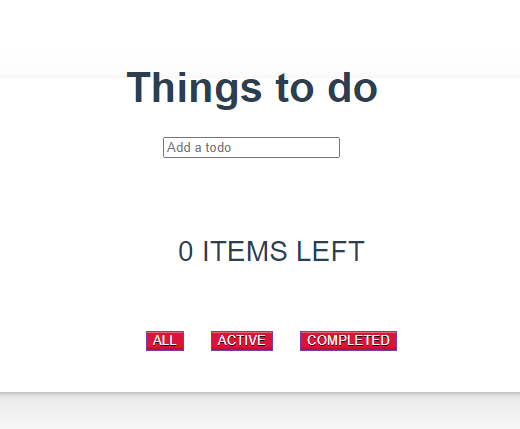 Things to do
Add a todo
0 ITEMS LEFT
ALL ACTIVE COMPLETED